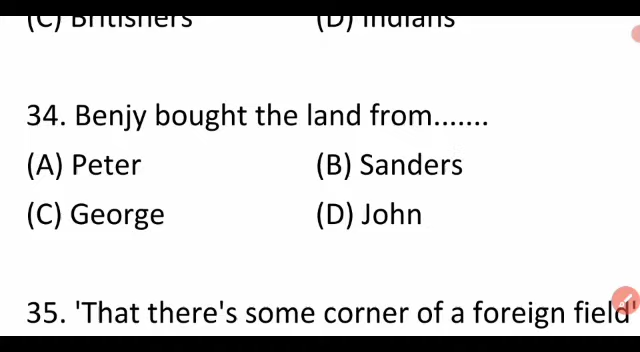 (C) Britishers (D) Indians
34. Benjy bought the land from.......
(A) Peter (B) Sanders
(C) George (D) John
35. 'That there's some corner of a foreign field'